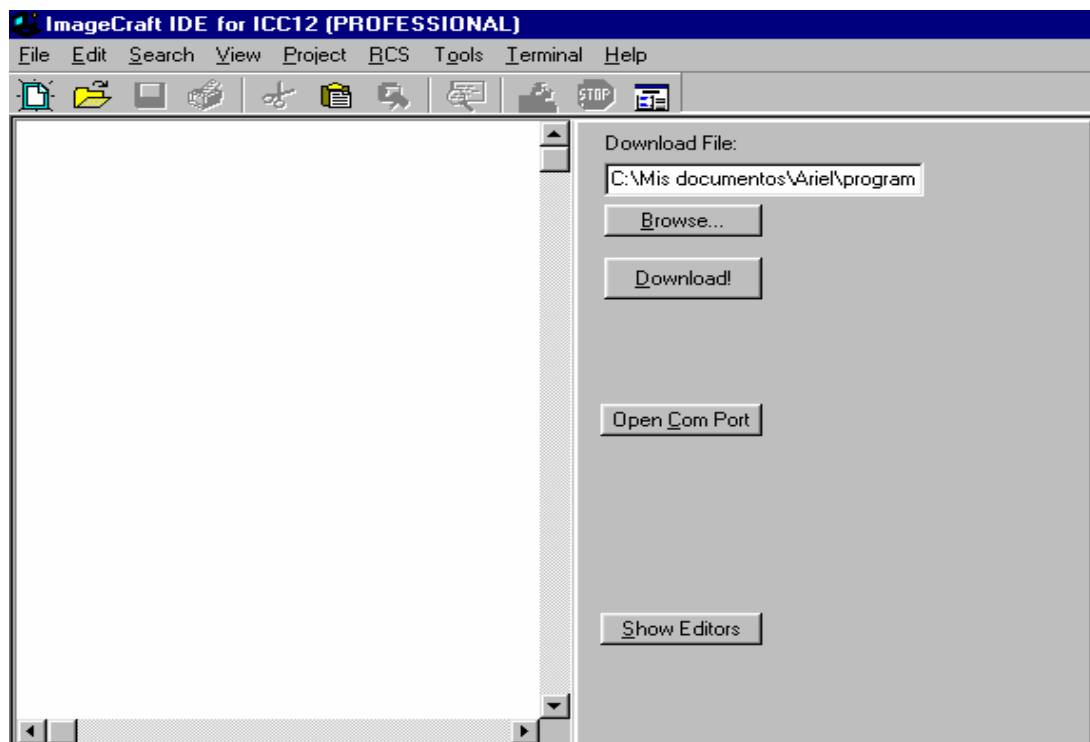 ImageCraft IDE for ICC12 (PROFESSIONAL)
File Edit Search View Project RCS Tools Terminal Help
STOP
Download File:
C:\Mis documentos\Ariel\program
Browse...
Download!
Open Com Port
Show Editors